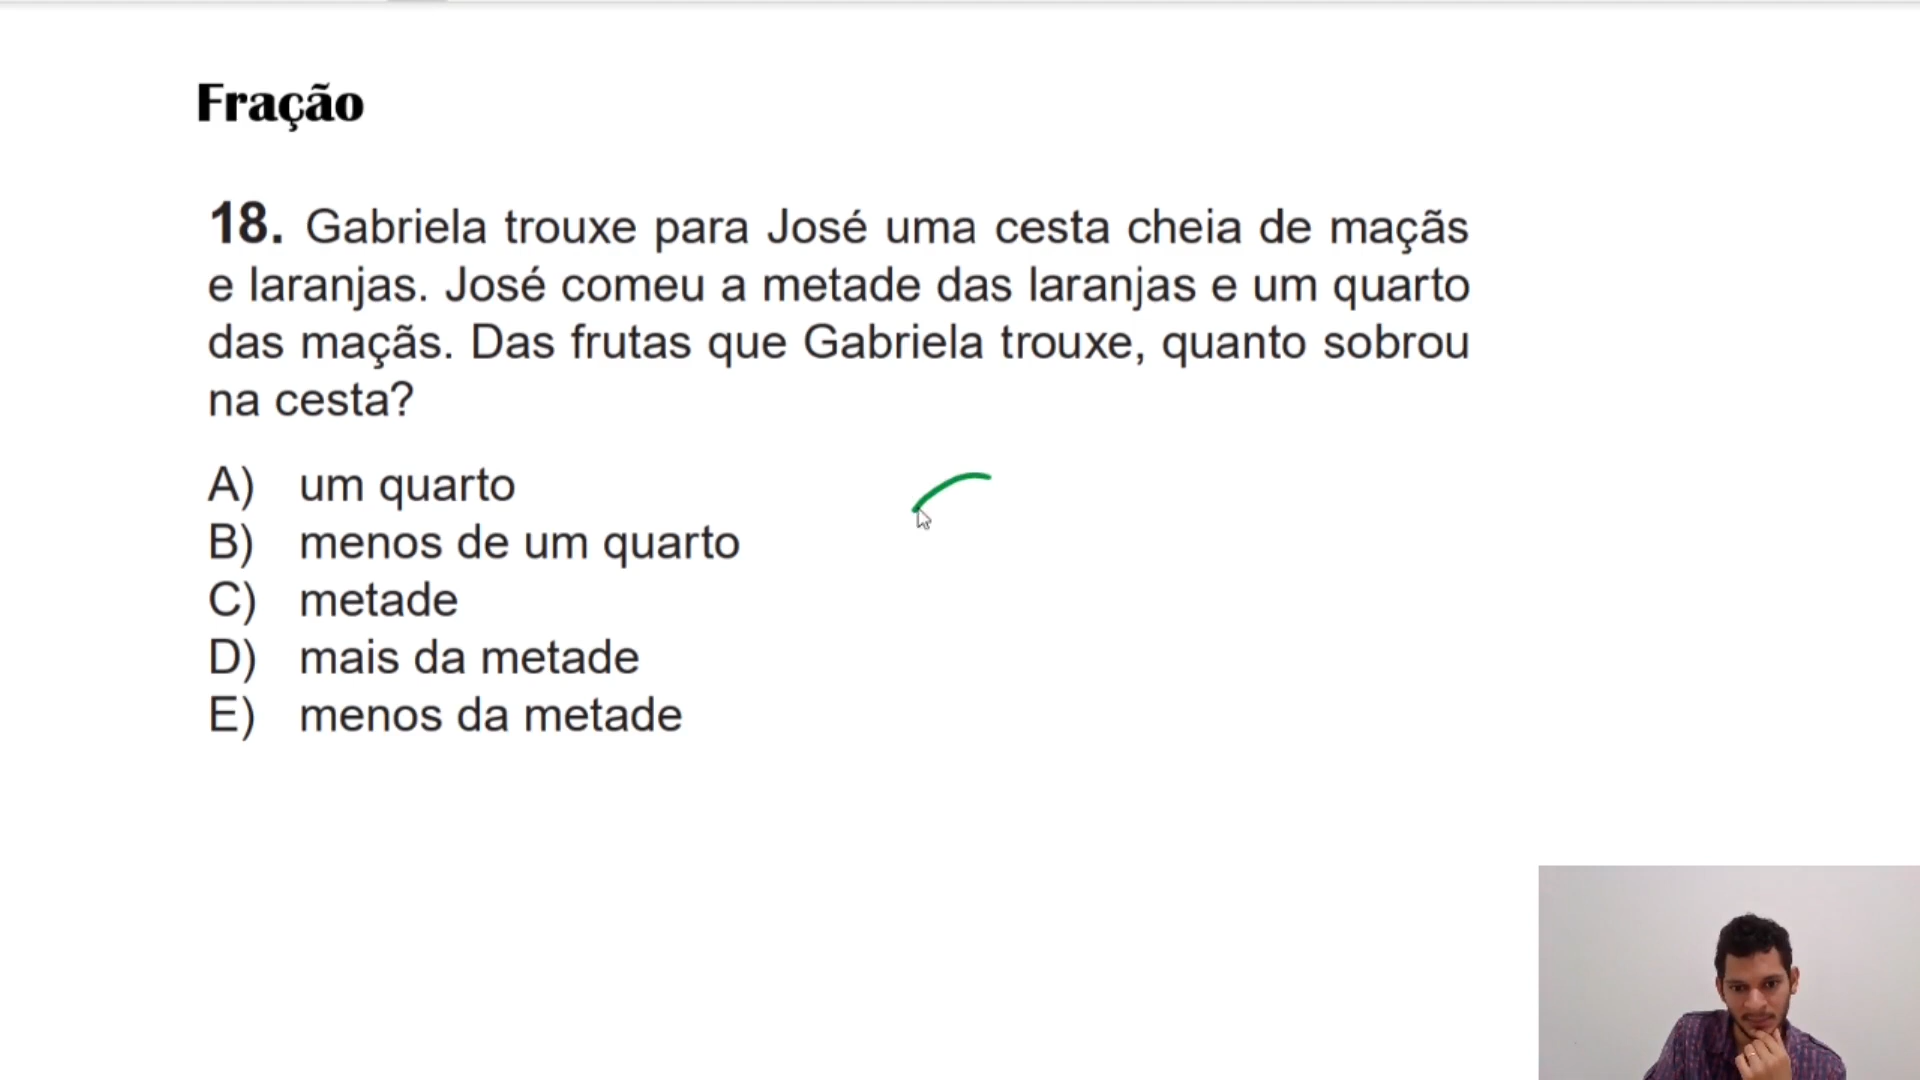 Fração
18. Gabriela trouxe para José uma cesta cheia de maçãs
e laranjas. José comeu a metade das laranjas e um quarto
das maçãs. Das frutas que Gabriela trouxe, quanto sobrou
na cesta?
A) um quarto
B) menos de um quarto
C) metade
D) mais da metade
E) menos da metade